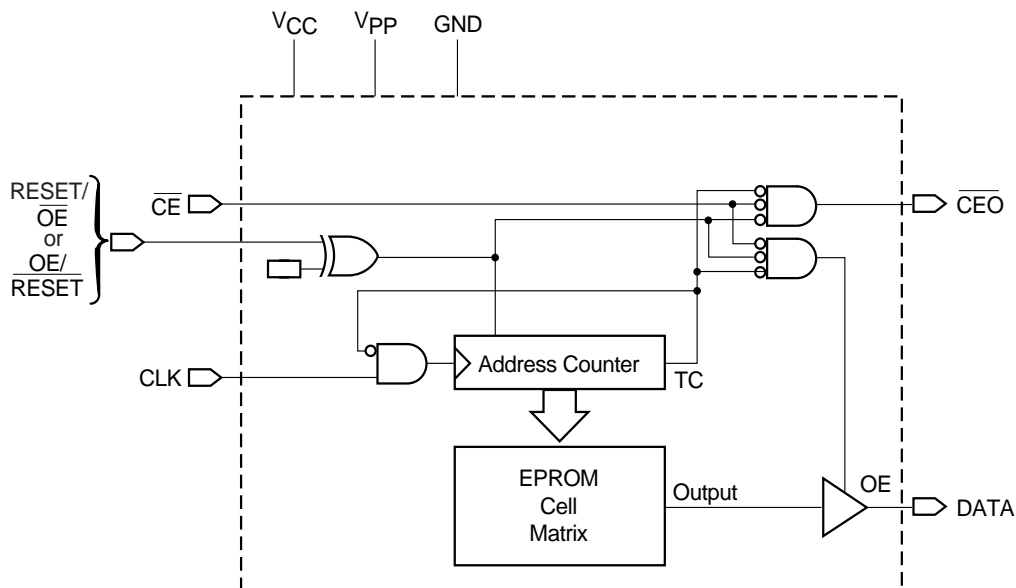 VCC
VPP
GND
RESET/
OE
or
OE/
RESET
CE
CEO
CLK
Address Counter
TC
EPROM
Cell
Matrix
Output
OE
DATA